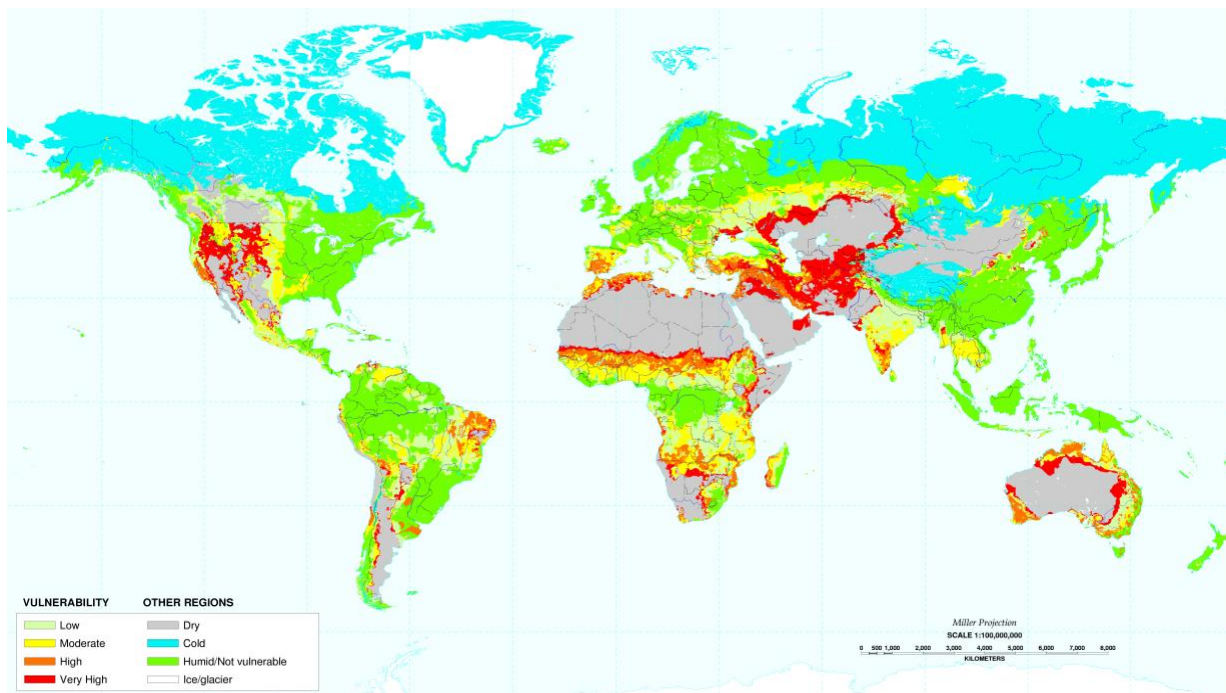 VULNERABILITY
Low
Moderate
High
Very High
OTHER REGIONS
Dry
Cold
Humid/Not vulnerable
Ice/glacier
Miller Projection
SCALE 1:100,000,000
0 500 1,000 2,000 3,000 4,000 5,000 6,000 7,000 8,000
KILOMETERS